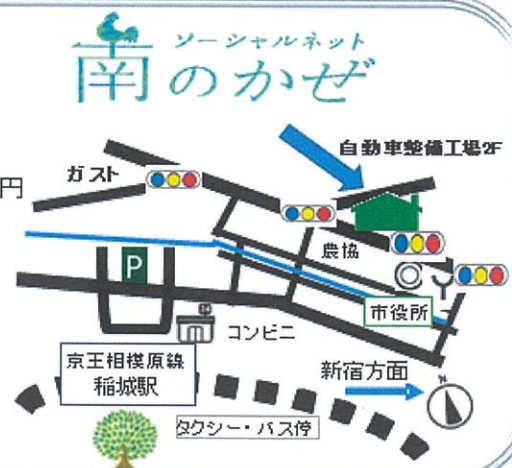 ソーシャルネット
南のかぜ
自動車整備工場2F
ガスト
円
農協
P
市役所
コンビニ
京王相模原線
稲城駅
新宿方面
N
タクシー・バス停